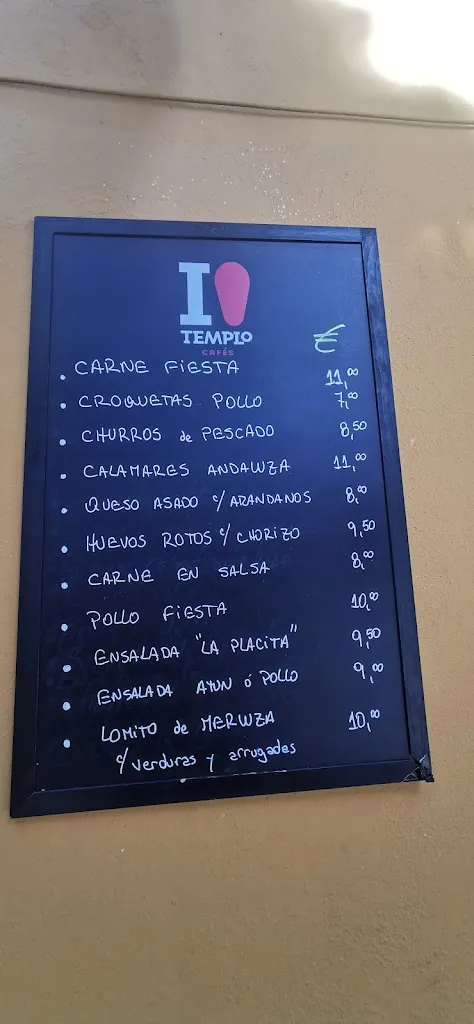 I
TEMPLO
CAFÉS
€
• CARNE FIESTA 11,00
• CROQUETAS POLLO 7,00
• CHURROS de PESCADO 8,50
• CALAMARES ANDALUZA 11,00
• QUESO ASADO c/ ARANDANOS 8,00
• HUEVOS ROTOS c/ CHORIZO 9,50
• CARNE EN SALSA 8,00
• POLLO FIESTA 10,00
• ENSALADA "LA PLACITA" 9,50
• ENSALADA ATUN ó POLLO 9,00
• LOMITO de MERLUZA 10,00
c/ verduras y arrugadas